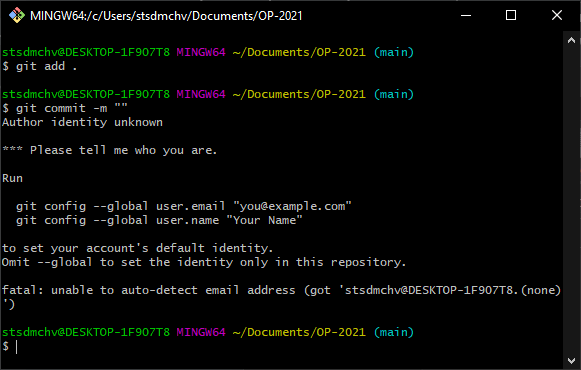 MINGW64:/c/Users/stsdmchv/Documents/OP-2021
stsdmchv@DESKTOP-1F9O7T8 MINGW64 ~/Documents/OP-2021 (main)
$ git add .
stsdmchv@DESKTOP-1F9O7T8 MINGW64 ~/Documents/OP-2021 (main)
$ git commit -m ""
Author identity unknown
*** Please tell me who you are.
Run
git config --global user.email "you@example.com"
git config --global user.name "Your Name"
to set your account's default identity.
Omit --global to set the identity only in this repository.
fatal: unable to auto-detect email address (got 'stsdmchv@DESKTOP-1F9O7T8.(none)
')
stsdmchv@DESKTOP-1F9O7T8 MINGW64 ~/Documents/OP-2021 (main)
$